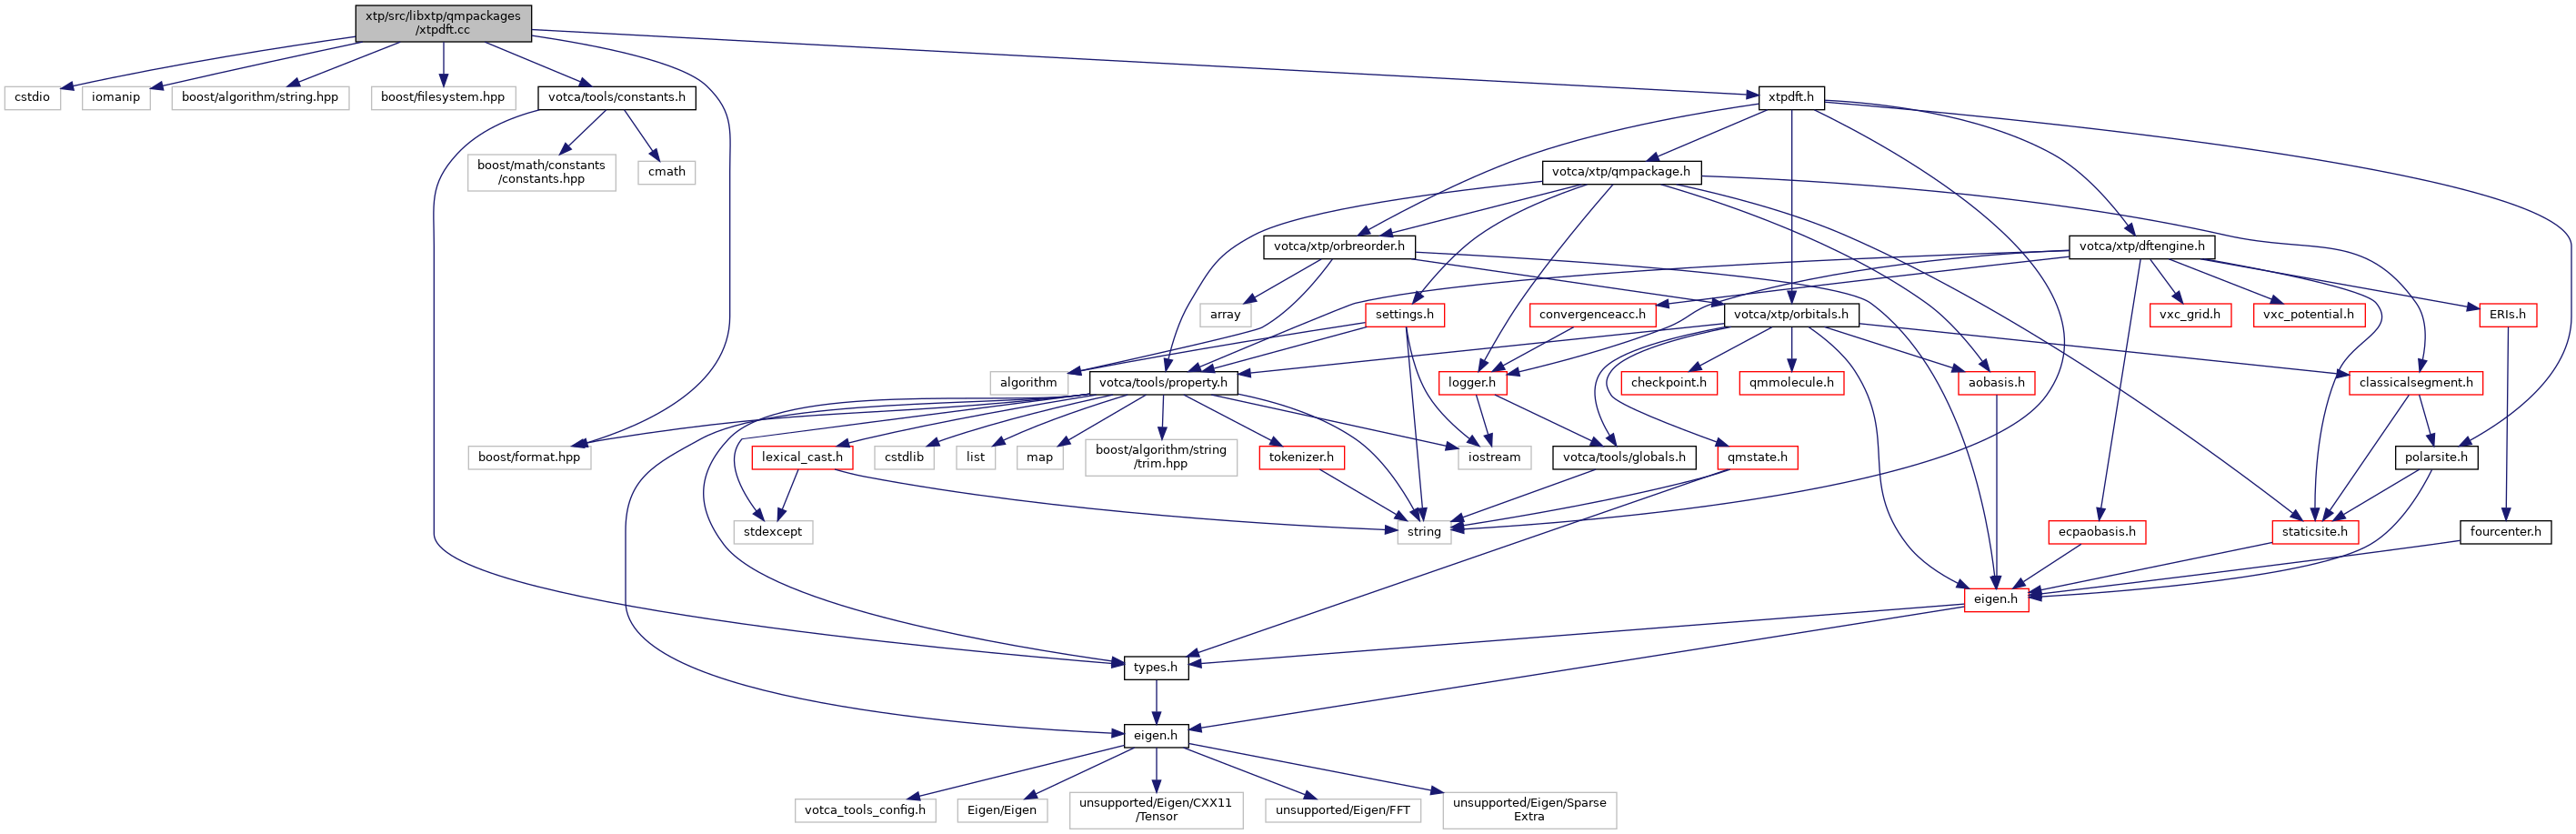 xtp/src/libxtp/qmpackages
/xtpdft.cc
cstdio
iomanip
boost/algorithm/string.hpp
boost/filesystem.hpp
votca/tools/constants.h
xtpdft.h
boost/math/constants
/constants.hpp
cmath
votca/xtp/qmpackage.h
votca/xtp/orbreorder.h
votca/xtp/dftengine.h
array
settings.h
convergenceacc.h
votca/xtp/orbitals.h
vxc_grid.h
vxc_potential.h
ERIs.h
algorithm
votca/tools/property.h
logger.h
checkpoint.h
qmmolecule.h
aobasis.h
classicalsegment.h
boost/format.hpp
lexical_cast.h
cstdlib
list
map
boost/algorithm/string
/trim.hpp
tokenizer.h
iostream
votca/tools/globals.h
qmstate.h
polarsite.h
stdexcept
string
ecpaobasis.h
staticsite.h
fourcenter.h
eigen.h
types.h
eigen.h
votca_tools_config.h
Eigen/Eigen
unsupported/Eigen/CXX11
/Tensor
unsupported/Eigen/FFT
unsupported/Eigen/Sparse
Extra